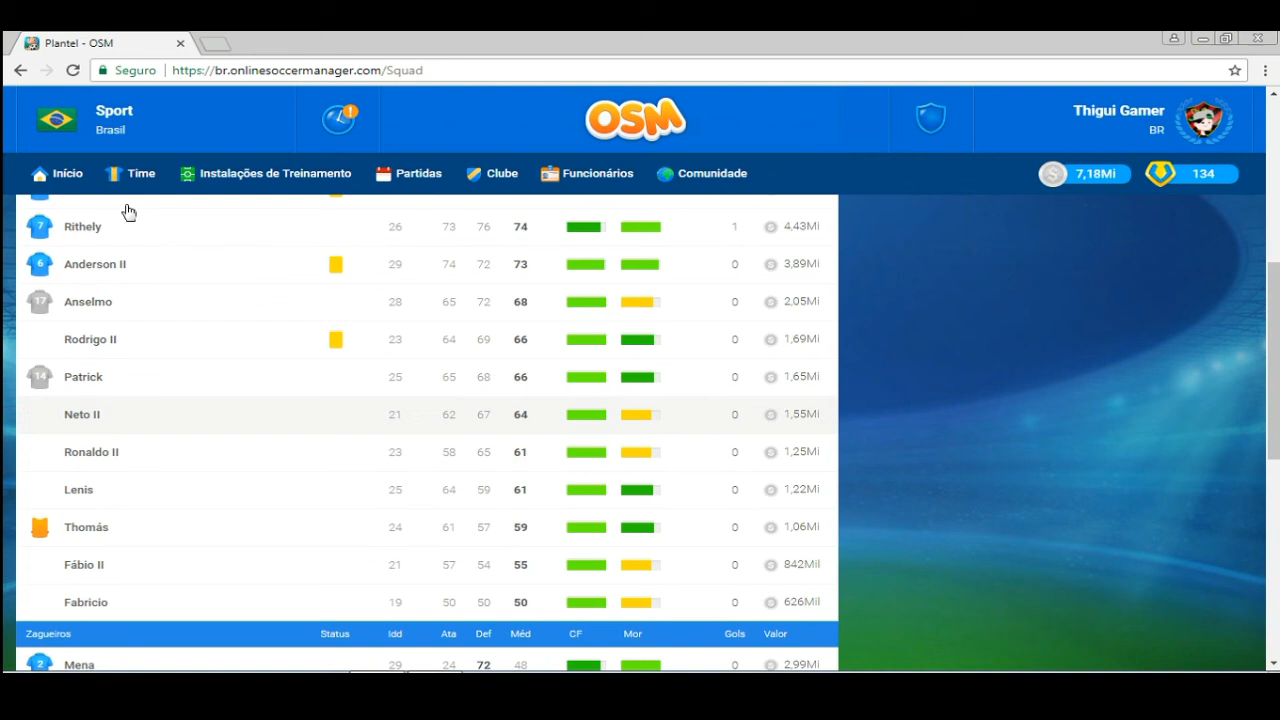 Plantel - OSM
Seguro https://br.onlinesoccermanager.com/Squad
Sport
Brasil
!
OSM
Thigui Gamer
BR
Início Time Instalações de Treinamento Partidas Clube Funcionários Comunidade 7,18Mi 134
7 Rithely 26 73 76 74 1 4,43Mi
6 Anderson II 29 74 72 73 0 3,89Mi
17 Anselmo 28 65 72 68 0 2,05Mi
Rodrigo II 23 64 69 66 0 1,69Mi
14 Patrick 25 65 68 66 0 1,65Mi
Neto II 21 62 67 64 0 1,55Mi
Ronaldo II 23 58 65 61 0 1,25Mi
Lenis 25 64 59 61 0 1,22Mi
Thomás 24 61 57 59 0 1,06Mi
Fábio II 21 57 54 55 0 842Mil
Fabricio 19 50 50 50 0 626Mil
Zagueiros Status Idd Ata Def Méd CF Mor Gols Valor
2 Mena 29 24 72 48 0 2,99Mi